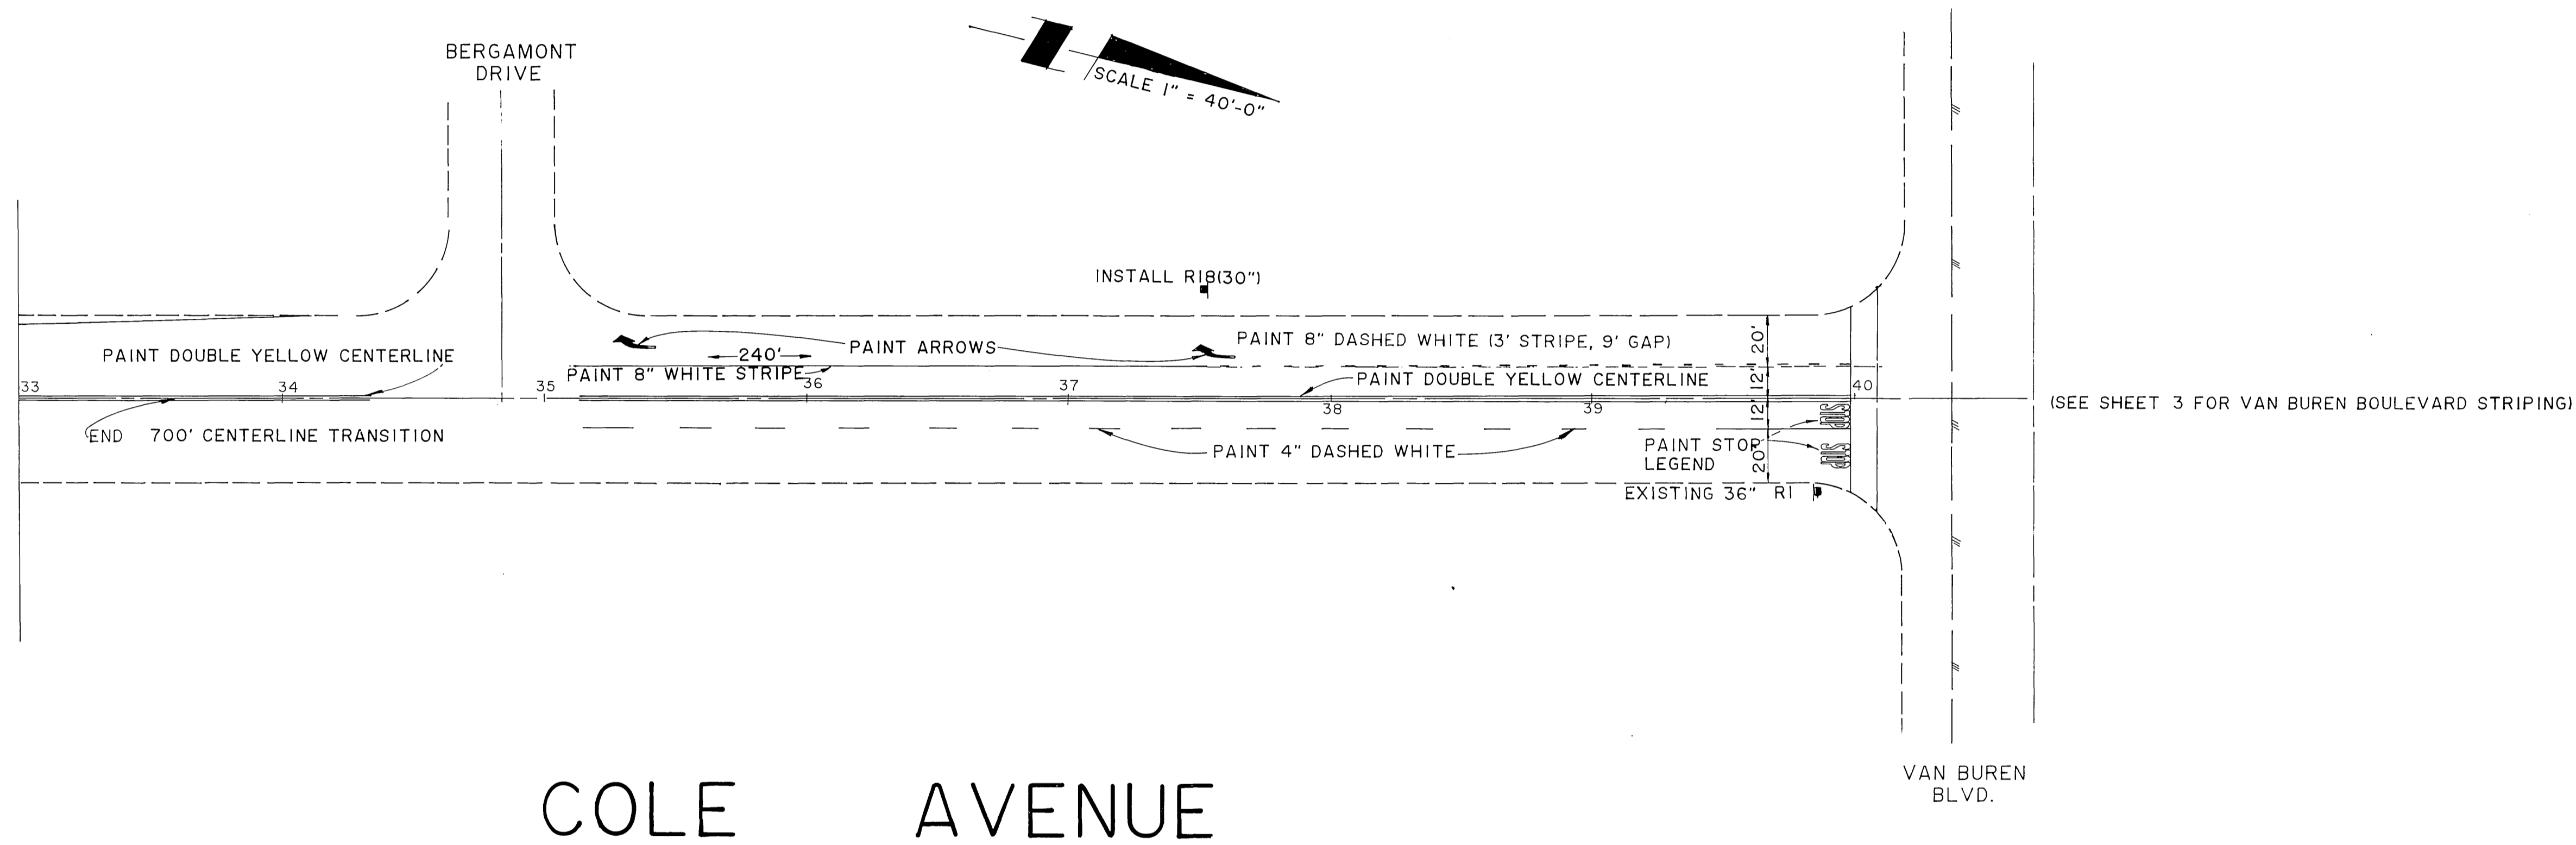 BERGAMONT
DRIVE
SCALE 1" = 40'-0"
INSTALL R18(30")
PAINT 8" DASHED WHITE (3' STRIPE, 9' GAP)
PAINT ARROWS
240'
PAINT DOUBLE YELLOW CENTERLINE
PAINT 8" WHITE STRIPE
PAINT DOUBLE YELLOW CENTERLINE
33
34
35
36
37
38
39
40
20'
12'
12'
20'
(SEE SHEET 3 FOR VAN BUREN BOULEVARD STRIPING)
END 700' CENTERLINE TRANSITION
PAINT 4" DASHED WHITE
PAINT STOP
LEGEND
STOP
STOP
EXISTING 36" R1
VAN BUREN
BLVD.
COLE AVENUE